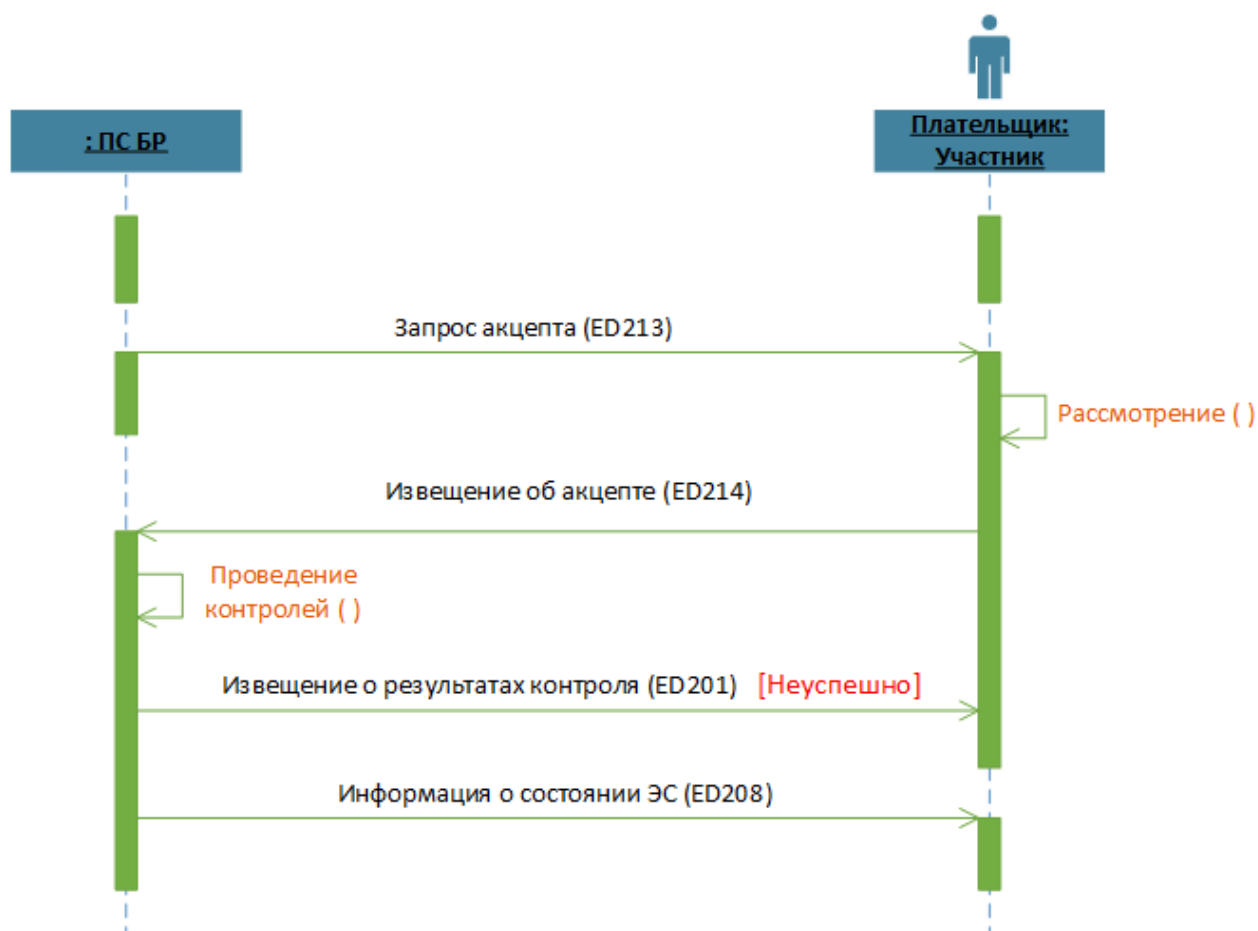 : ПС БР
Плательщик:
Участник
Запрос акцепта (ED213)
Рассмотрение ( )
Извещение об акцепте (ED214)
Проведение
контролей ( )
Извещение о результатах контроля (ED201) [Неуспешно]
Информация о состоянии ЭС (ED208)